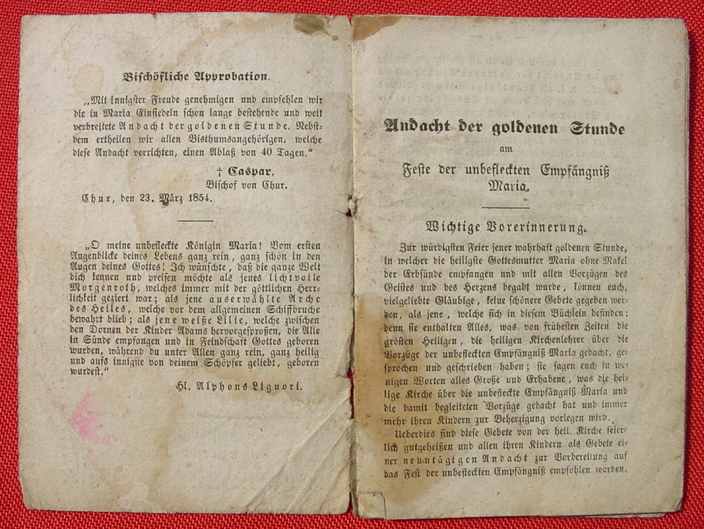 Bischöfliche Approbation.
„Mit innigster Freude genehmigen und empfehlen wir
die in Maria Einsiedeln schon lange bestehende und weit
verbreitete Andacht der goldenen Stunde. Nebst-
dem ertheilen wir allen Bisthumsangehörigen, welche
diese Andacht verrichten, einen Ablaß von 40 Tagen.“
† Caspar,
Bischof von Chur.
Chur, den 23. März 1854.
„O meine unbefleckte Königin Maria! Vom ersten
Augenblicke deines Lebens ganz rein, ganz schön in den
Augen deines Gottes! Ich wünschte, daß die ganze Welt
dich kennen und preisen möchte als jenes lichtvolle
Morgenroth, welches immer mit der göttlichen Herr-
lichkeit geziert war; als jene auserwählte Arche
des Heiles, welche vor dem allgemeinen Schiffbruche
bewahrt blieb; als jene weiße Lilie, welche zwischen
den Dornen der Kinder Adams hervorgesproßen, die Alle
in Sünde empfangen und in Feindschaft Gottes geboren
wurden, während du unter Allen ganz rein, ganz heilig
und aufs innigste von deinem Schöpfer geliebt, geboren
wurdest.“
Hl. Alphons Liguori.
Andacht der goldenen Stunde
am
Feste der unbefleckten Empfängniß
Maria.
Wichtige Vorerinnerung.
Zur würdigsten Feier jener wahrhaft goldenen Stunde,
in welcher die heiligste Gottesmutter Maria ohne Makel
der Erbsünde empfangen und mit allen Vorzügen des
Geistes und des Herzens begabt wurde, können euch,
vielgeliebte Gläubige, keine schönere Gebete gegeben wer-
den, als jene, welche sich in diesem Büchlein befinden;
denn sie enthalten Alles, was von frühesten Zeiten die
größten Heiligen, die heiligen Kirchenlehrer über die
Vorzüge der unbefleckten Empfängniß Maria gedacht, ge-
sprochen und geschrieben haben; sie sagen euch in we-
nigen Worten alles Große und Erhabene, was die hei-
lige Kirche über die unbefleckte Empfängniß Maria und
die damit begleiteten Vorzüge gedacht hat und immer
mehr ihren Kindern zur Beherzigung vorlegen wird.
Ueberdies sind diese Gebete von der heil. Kirche feier-
lich gutgeheißen und allen ihren Kindern als Gebete ei-
ner neuntägigen Andacht zur Vorbereitung auf
das Fest der unbefleckten Empfängniß empfohlen worden.